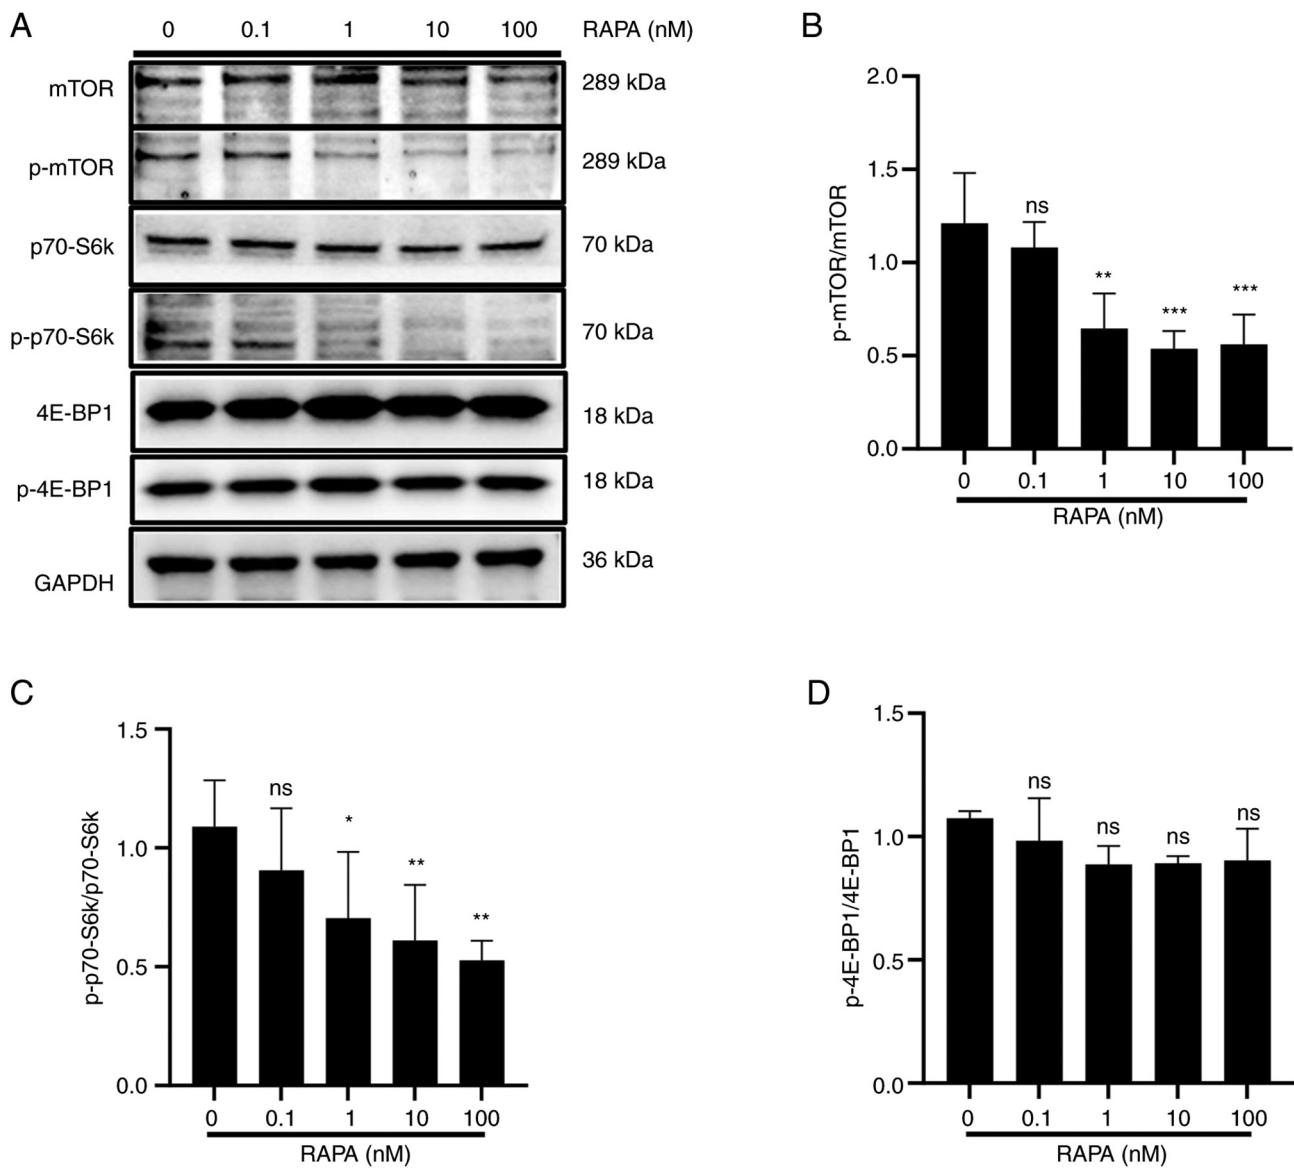 A
0 0.1 1 10 100 RAPA (nM)
mTOR 289 kDa
p-mTOR 289 kDa
p70-S6k 70 kDa
p-p70-S6k 70 kDa
4E-BP1 18 kDa
p-4E-BP1 18 kDa
GAPDH 36 kDa
B
2.0
1.5
1.0
0.5
0.0
p-mTOR/mTOR
ns
**
***
***
0 0.1 1 10 100
RAPA (nM)
C
1.5
1.0
0.5
0.0
p-p70-S6k/p70-S6k
ns
*
**
**
0 0.1 1 10 100
RAPA (nM)
D
1.5
1.0
0.5
0.0
p-4E-BP1/4E-BP1
ns
ns
ns
ns
0 0.1 1 10 100
RAPA (nM)